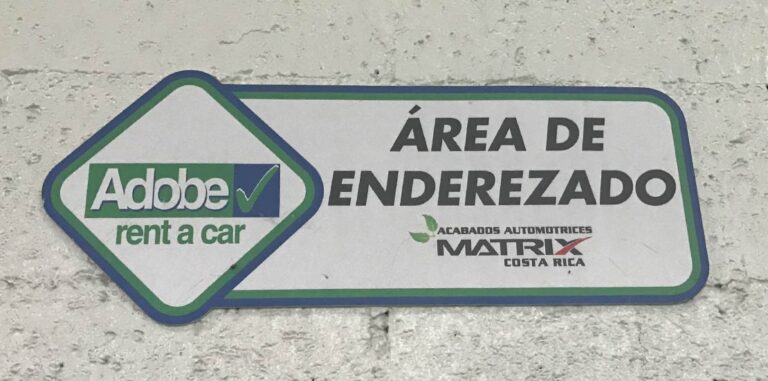 Adobe
rent a car
ÁREA DE
ENDEREZADO
ACABADOS AUTOMOTRICES
MATRIX
COSTA RICA